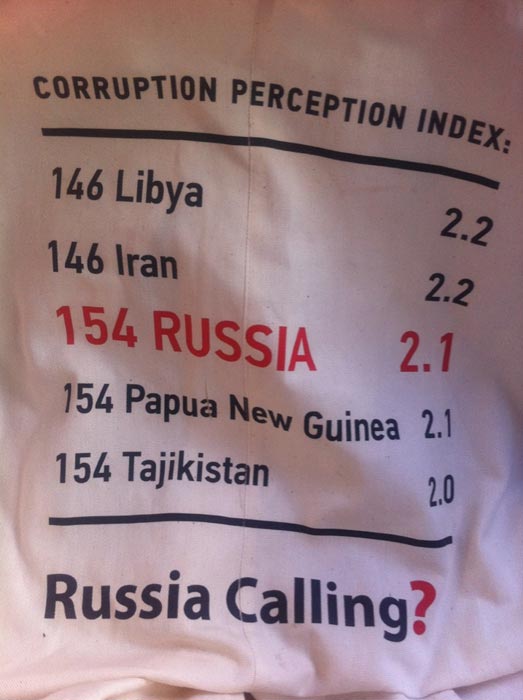 CORRUPTION PERCEPTION INDEX:
146 Libya 2.2
146 Iran 2.2
154 RUSSIA 2.1
154 Papua New Guinea 2.1
154 Tajikistan 2.0
Russia Calling?